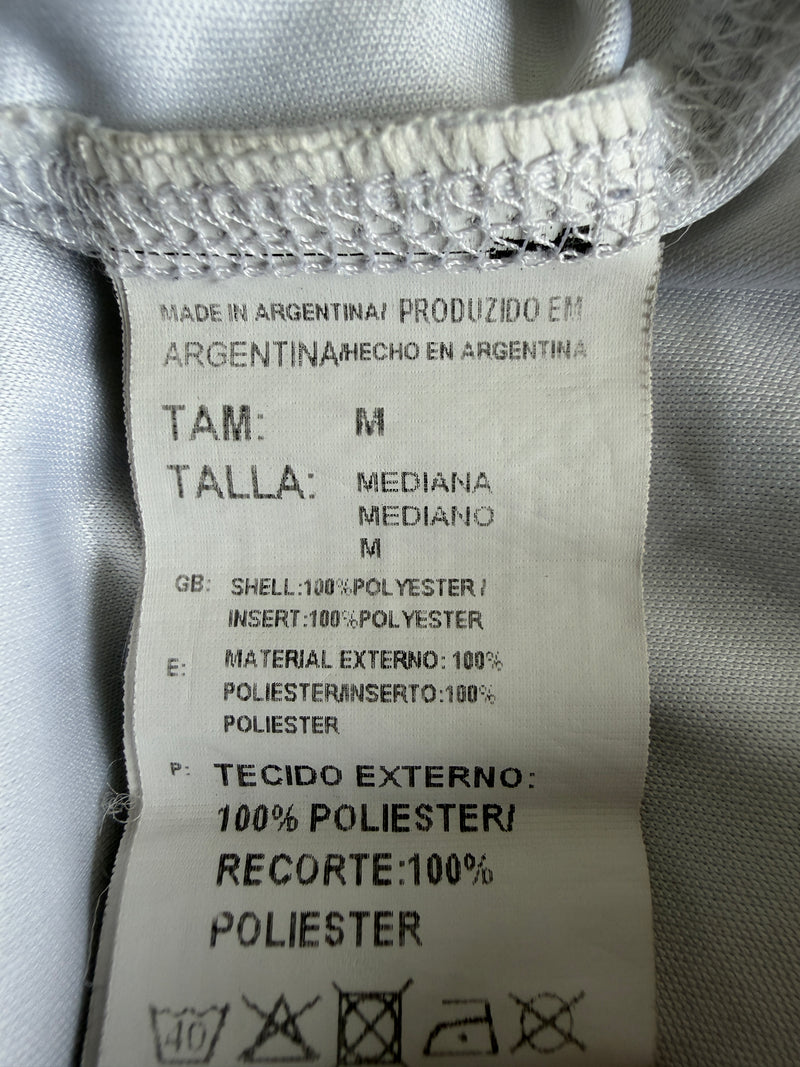 MADE IN ARGENTINA/ PRODUZIDO EM
ARGENTINA/HECHO EN ARGENTINA
TAM: M
TALLA: MEDIANA
MEDIANO
M
GB: SHELL:100%POLYESTER/
INSERT:100%POLYESTER
E: MATERIAL EXTERNO: 100%
POLIESTER/INSERTO:100%
POLIESTER
P: TECIDO EXTERNO:
100% POLIESTER/
RECORTE:100%
POLIESTER
40